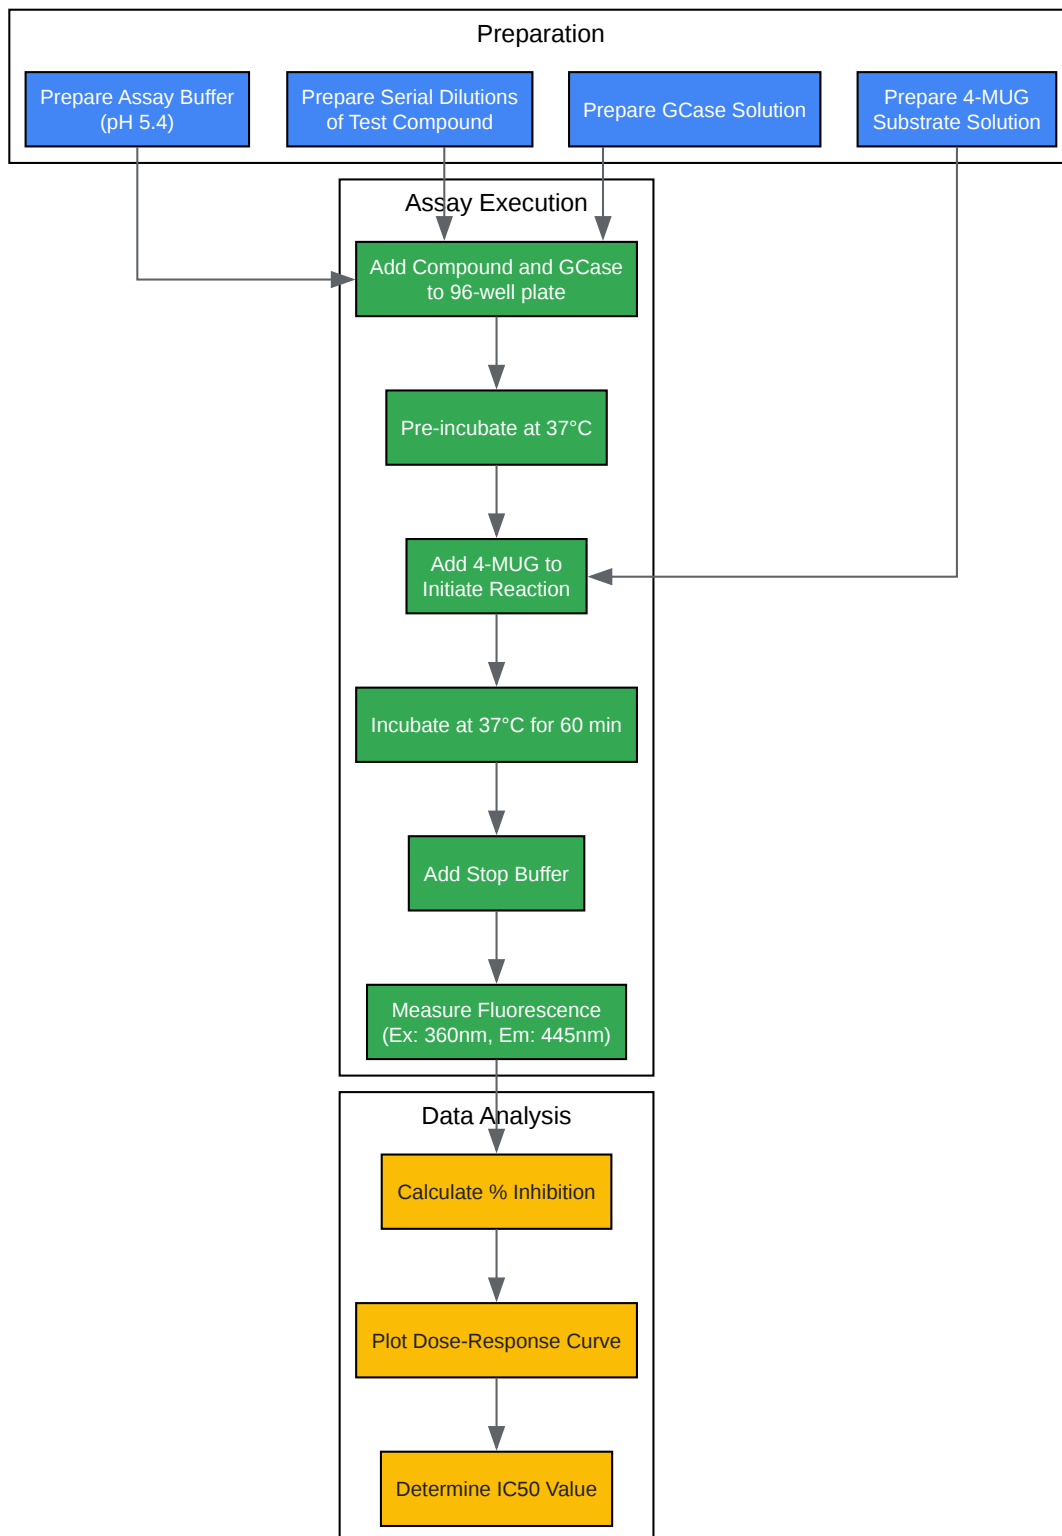 Preparation
Prepare Assay Buffer
(pH 5.4)
Prepare Serial Dilutions
of Test Compound
Prepare GCase Solution
Prepare 4-MUG
Substrate Solution
Assay Execution
Add Compound and GCase
to 96-well plate
Pre-incubate at 37°C
Add 4-MUG to
Initiate Reaction
Incubate at 37°C for 60 min
Add Stop Buffer
Measure Fluorescence
(Ex: 360nm, Em: 445nm)
Data Analysis
Calculate % Inhibition
Plot Dose-Response Curve
Determine IC50 Value